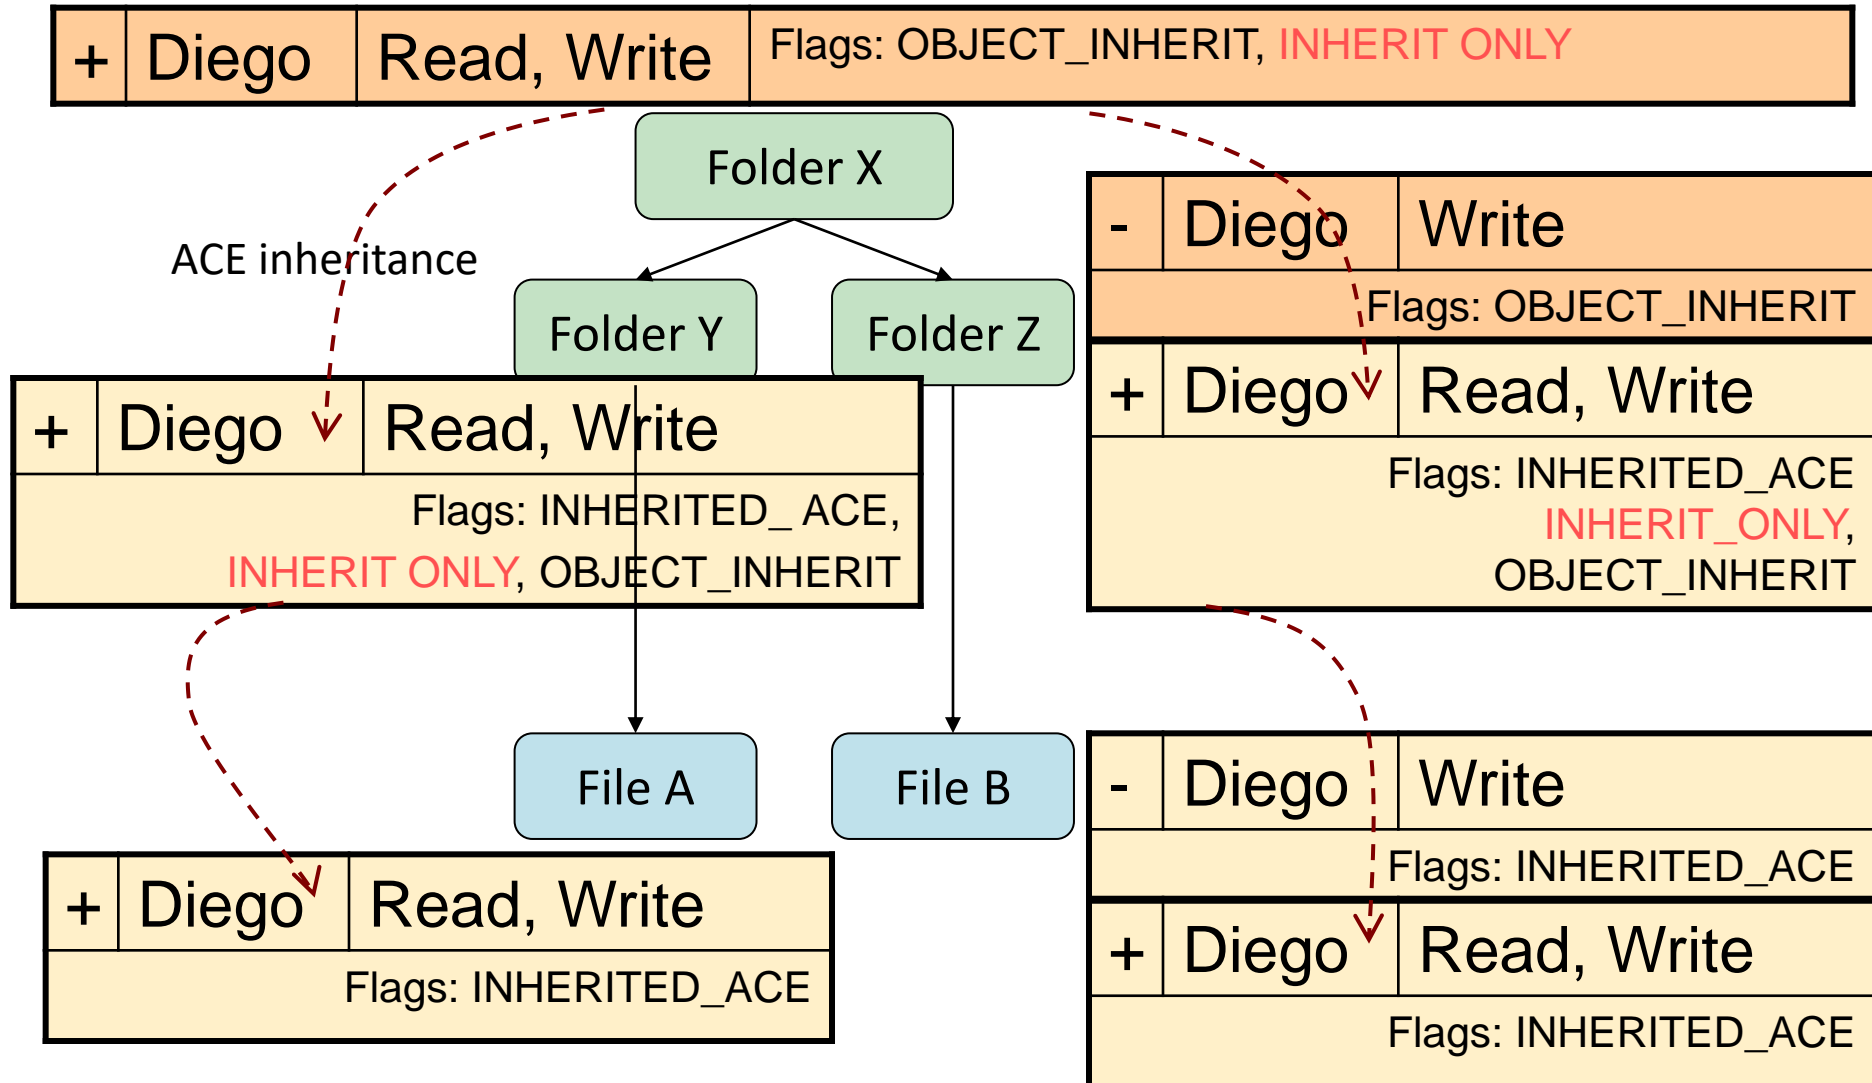 + Diego Read, Write Flags: OBJECT_INHERIT, INHERIT ONLY
Folder X
ACE inheritance
Folder Y
Folder Z
- Diego Write
Flags: OBJECT_INHERIT
+ Diego Read, Write
Flags: INHERITED_ACE
INHERIT_ONLY,
OBJECT_INHERIT
+ Diego Read, Write
Flags: INHERITED_ ACE,
INHERIT ONLY, OBJECT_INHERIT
File A
File B
+ Diego Read, Write
Flags: INHERITED_ACE
- Diego Write
Flags: INHERITED_ACE
+ Diego Read, Write
Flags: INHERITED_ACE